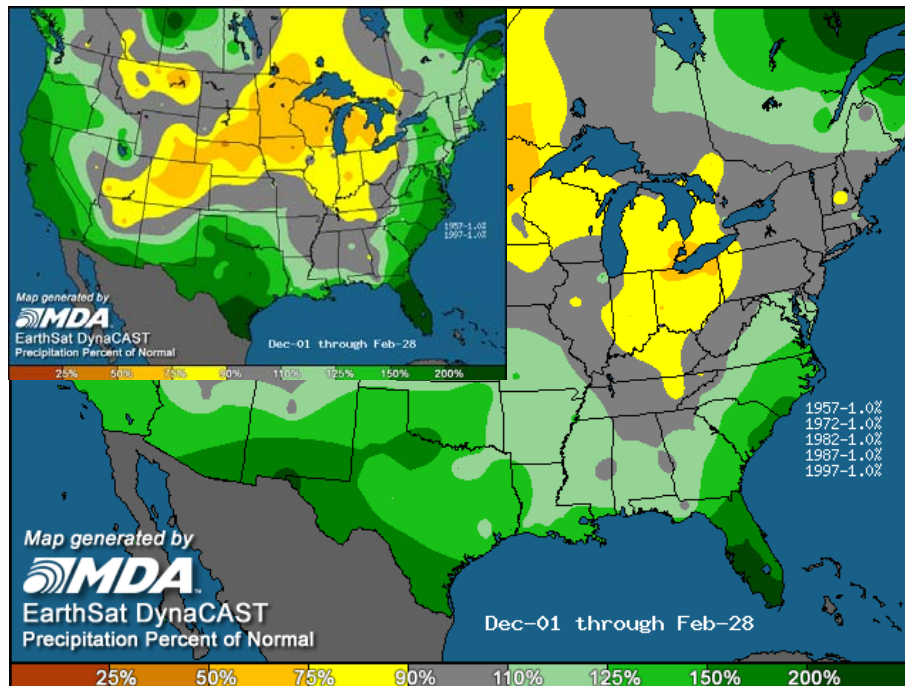 1957-1.0%
1997-1.0%
Map generated by
MDA
EarthSat DynaCAST
Precipitation Percent of Normal
Dec-01 through Feb-28
25% 50% 75% 90% 110% 125% 150% 200%
1957-1.0%
1972-1.0%
1982-1.0%
1987-1.0%
1997-1.0%
Map generated by
MDA
EarthSat DynaCAST
Precipitation Percent of Normal
Dec-01 through Feb-28
25% 50% 75% 90% 110% 125% 150% 200%